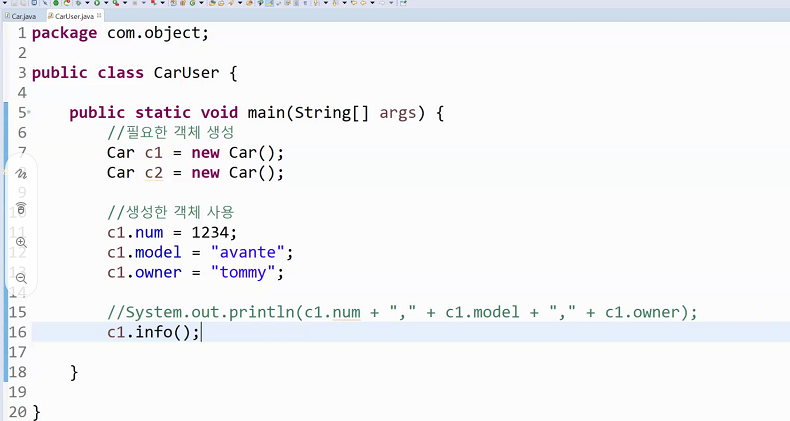 Car.java CarUser.java
1 package com.object;
2
3 public class CarUser {
4
5 public static void main(String[] args) {
6 //필요한 객체 생성
7 Car c1 = new Car();
8 Car c2 = new Car();
9
10 //생성한 객체 사용
11 c1.num = 1234;
12 c1.model = "avante";
13 c1.owner = "tommy";
14
15 //System.out.println(c1.num + "," + c1.model + "," + c1.owner);
16 c1.info();
17
18 }
19
20 }